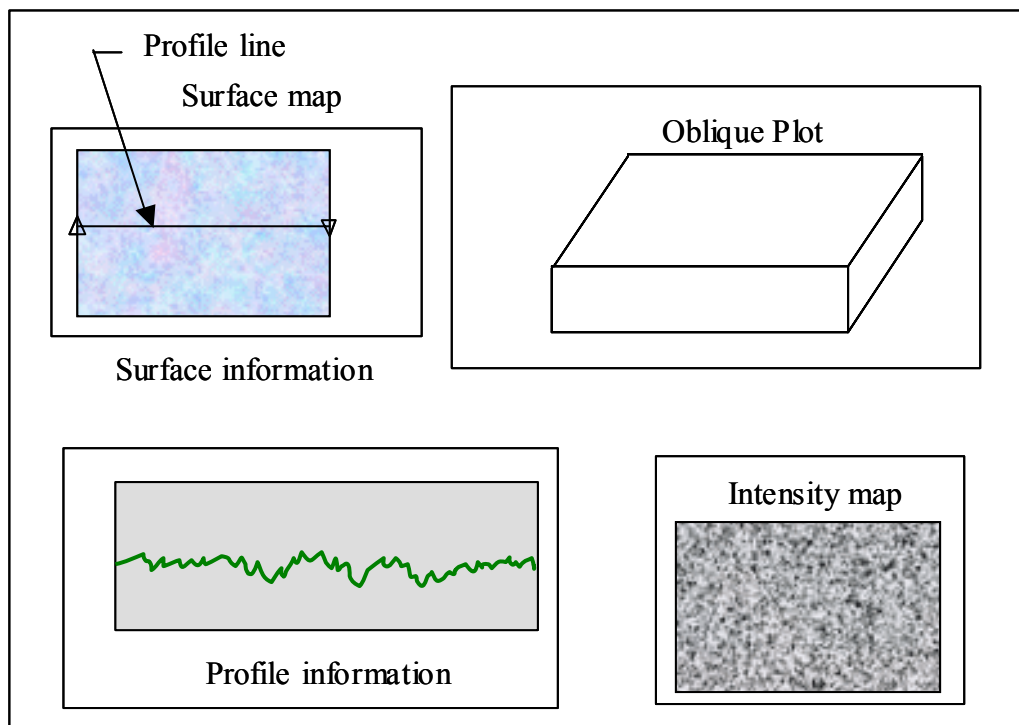 Profile line
Surface map
Oblique Plot
Surface information
Intensity map
Profile information